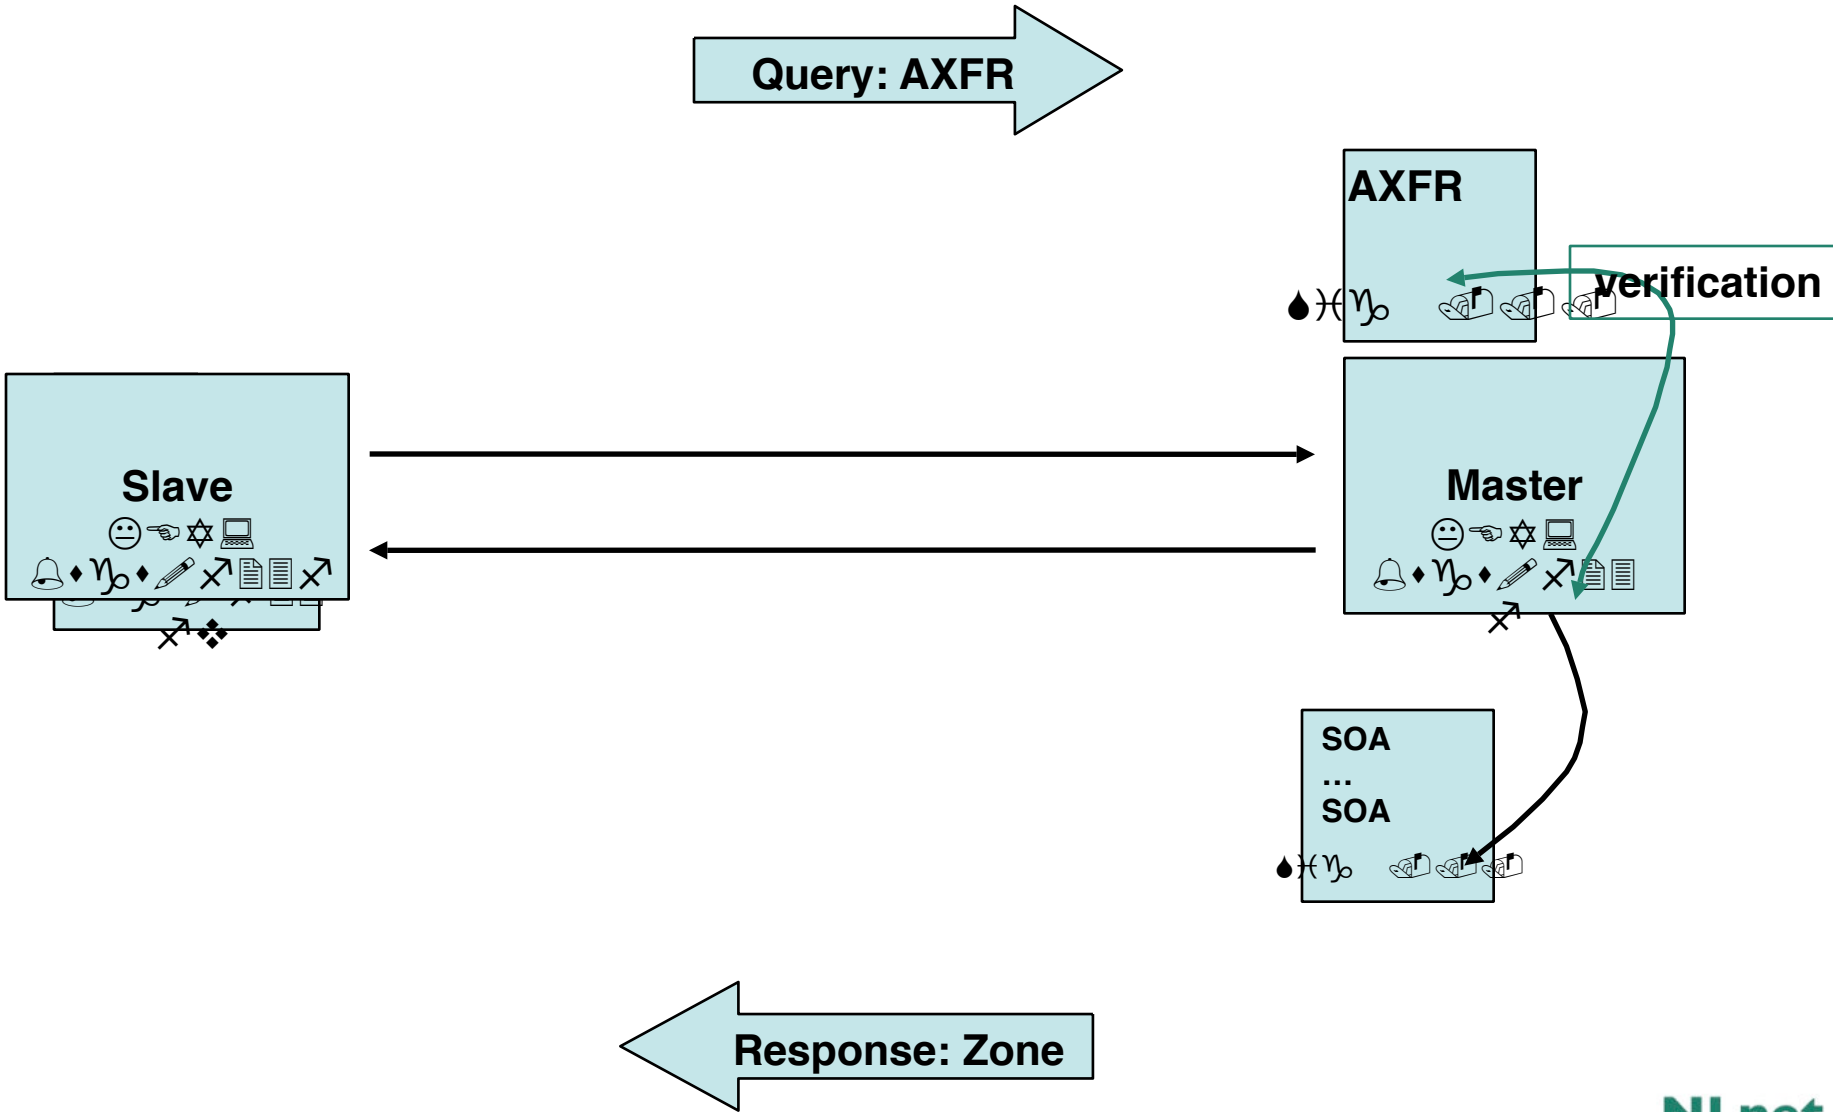 Query: AXFR
AXFR
verification
Slave
Master
SOA
...
SOA
Response: Zone